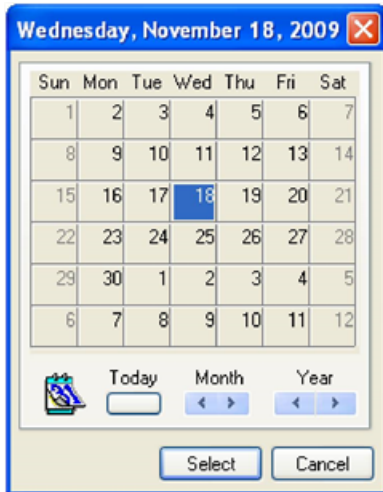 Wednesday, November 18, 2009
Sun Mon Tue Wed Thu Fri Sat
1 2 3 4 5 6 7
8 9 10 11 12 13 14
15 16 17 18 19 20 21
22 23 24 25 26 27 28
29 30 1 2 3 4 5
6 7 8 9 10 11 12
Today Month Year
Select Cancel